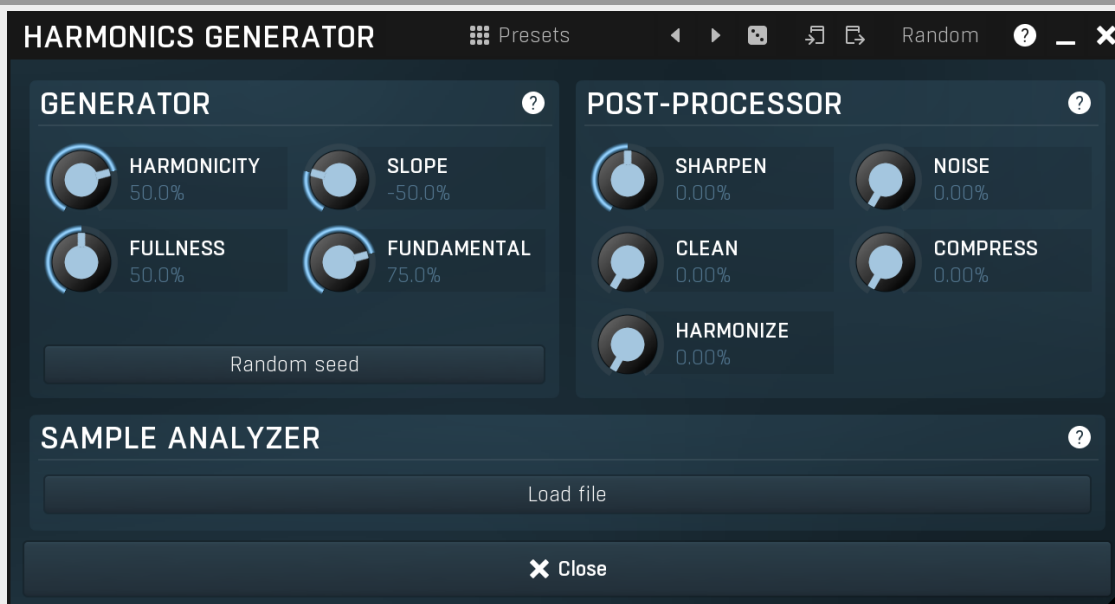 HARMONICS GENERATOR Presets Random ?
GENERATOR ?
HARMONICITY
50.0%
SLOPE
-50.0%
FULLNESS
50.0%
FUNDAMENTAL
75.0%
Random seed
POST-PROCESSOR ?
SHARPEN
0.00%
NOISE
0.00%
CLEAN
0.00%
COMPRESS
0.00%
HARMONIZE
0.00%
SAMPLE ANALYZER ?
Load file
Close